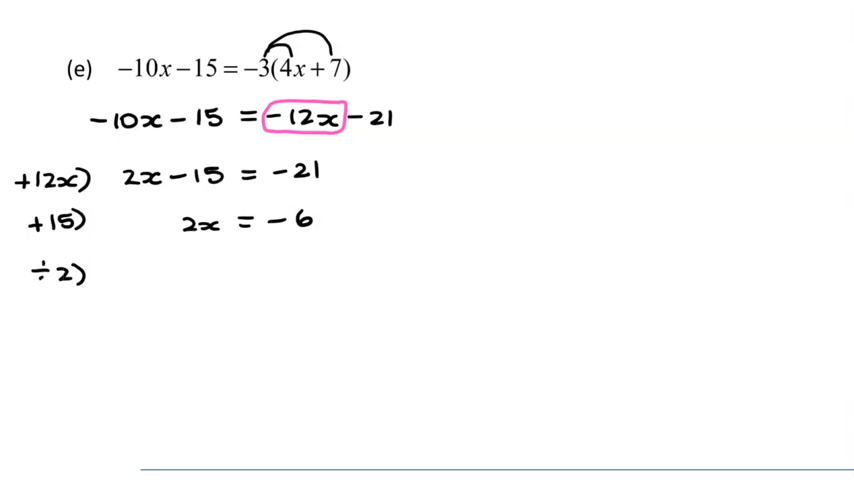 (e) −10x−15=−3(4x+7)
-10x - 15 = -12x - 21
+12x) 2x - 15 = -21
+15) 2x = -6
÷2)